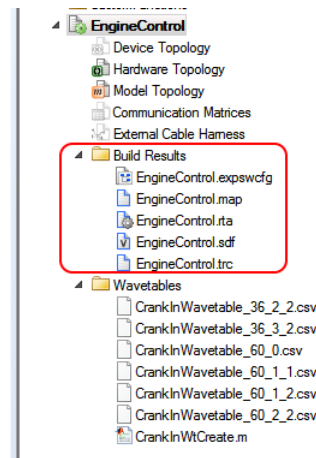 EngineControl
Device Topology
Hardware Topology
Model Topology
Communication Matrices
External Cable Harness
Build Results
EngineControl.expswcfg
EngineControl.map
EngineControl.rta
EngineControl.sdf
EngineControl.trc
Wavetables
CrankInWavetable_36_2_2.csv
CrankInWavetable_36_3_2.csv
CrankInWavetable_60_0.csv
CrankInWavetable_60_1_1.csv
CrankInWavetable_60_1_2.csv
CrankInWavetable_60_2_2.csv
CrankInWtCreate.m